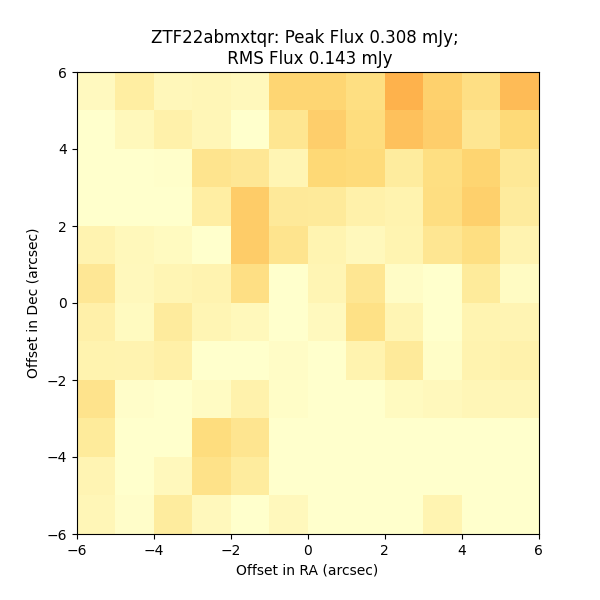 ZTF22abmxtqr: Peak Flux 0.308 mJy;
RMS Flux 0.143 mJy
6
4
2
0
−2
−4
−6
Offset in Dec (arcsec)
−6 −4 −2 0 2 4 6
Offset in RA (arcsec)